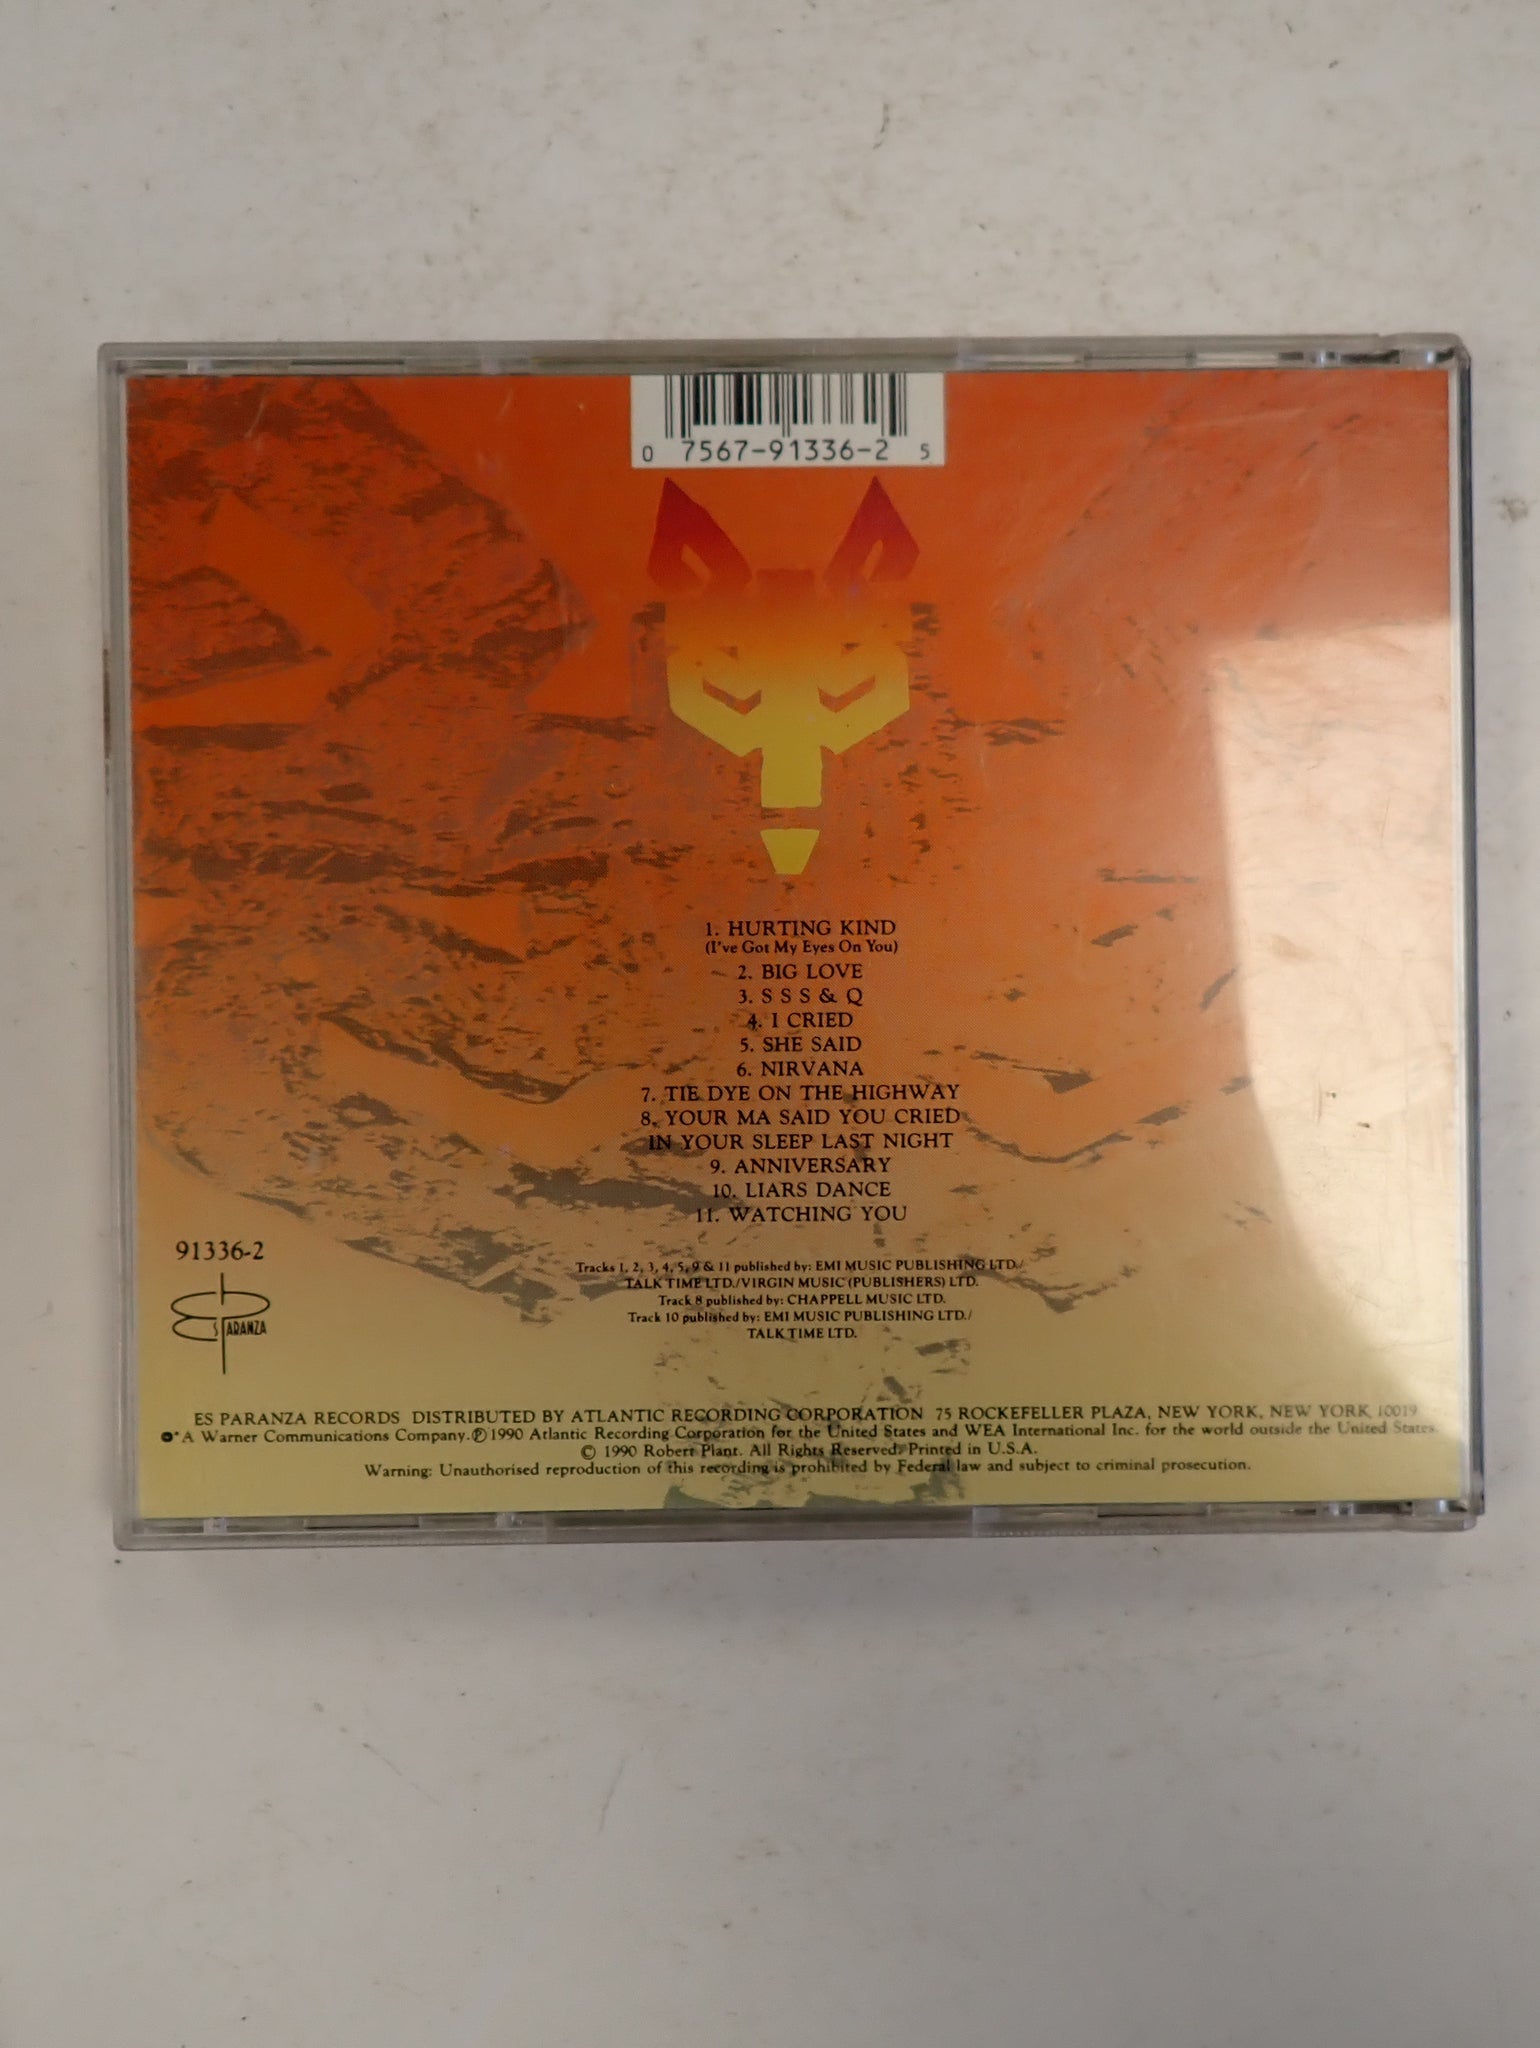 0 7567-91336-2 5
1. HURTING KIND
(I've Got My Eyes On You)
2. BIG LOVE
3. S S S & Q
4. I CRIED
5. SHE SAID
6. NIRVANA
7. TIE DYE ON THE HIGHWAY
8. YOUR MA SAID YOU CRIED
IN YOUR SLEEP LAST NIGHT
9. ANNIVERSARY
10. LIARS DANCE
11. WATCHING YOU
91336-2
ES PARANZA
Tracks 1, 2, 3, 4, 5, 9 & 11 published by: EMI MUSIC PUBLISHING LTD./
TALKTIME LTD./VIRGIN MUSIC (PUBLISHERS) LTD.
Track 8 published by: CHAPPELL MUSIC LTD.
Track 10 published by: EMI MUSIC PUBLISHING LTD./
TALKTIME LTD.
ES PARANZA RECORDS DISTRIBUTED BY ATLANTIC RECORDING CORPORATION 75 ROCKEFELLER PLAZA, NEW YORK, NEW YORK 10019
A Warner Communications Company. ℗ 1990 Atlantic Recording Corporation for the United States and WEA International Inc. for the world outside the United States.
© 1990 Robert Plant. All Rights Reserved. Printed in U.S.A.
Warning: Unauthorised reproduction of this recording is prohibited by Federal law and subject to criminal prosecution.